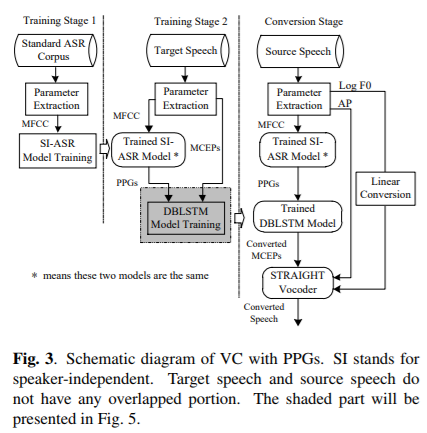 Training Stage 1
Training Stage 2
Conversion Stage
Standard ASR
Corpus
Target Speech
Source Speech
Parameter
Extraction
Parameter
Extraction
Parameter
Extraction
Log F0
AP
MFCC
MFCC
MFCC
SI-ASR
Model Training
Trained SI-
ASR Model *
MCEPs
Trained SI-
ASR Model *
PPGs
PPGs
Linear
Conversion
DBLSTM
Model Training
Trained
DBLSTM Model
Converted
MCEPs
* means these two models are the same
STRAIGHT
Vocoder
Converted
Speech
Fig. 3. Schematic diagram of VC with PPGs. SI stands for
speaker-independent. Target speech and source speech do
not have any overlapped portion. The shaded part will be
presented in Fig. 5.